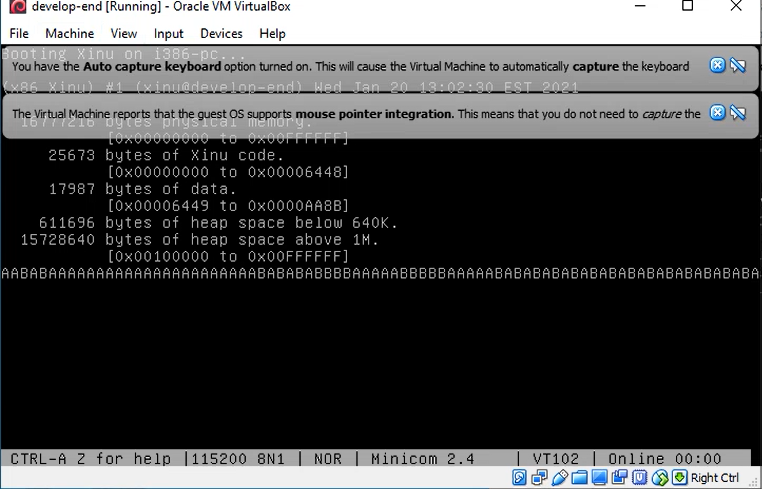 develop-end [Running] - Oracle VM VirtualBox
File Machine View Input Devices Help
Booting Xinu on i386-pc...
You have the Auto capture keyboard option turned on. This will cause the Virtual Machine to automatically capture the keyboard
(x86 Xinu) #1 (xinu@develop-end) Wed Jan 20 13:02:30 EST 2021
The Virtual Machine reports that the guest OS supports mouse pointer integration. This means that you do not need to capture the
16777216 bytes physical memory.
[0x00000000 to 0x00FFFFFF]
25673 bytes of Xinu code.
[0x00000000 to 0x00006448]
17987 bytes of data.
[0x00006449 to 0x0000AA8B]
611696 bytes of heap space below 640K.
15728640 bytes of heap space above 1M.
[0x00100000 to 0x00FFFFFF]
AABABAAAAAAAAAAAAAAAAAAAAAABABABABBBBAAAAABBBBBAAAAABABABABABABABABABABABA
CTRL-A Z for help |115200 8N1 | NOR | Minicom 2.4 | VT102 | Online 00:00
Right Ctrl